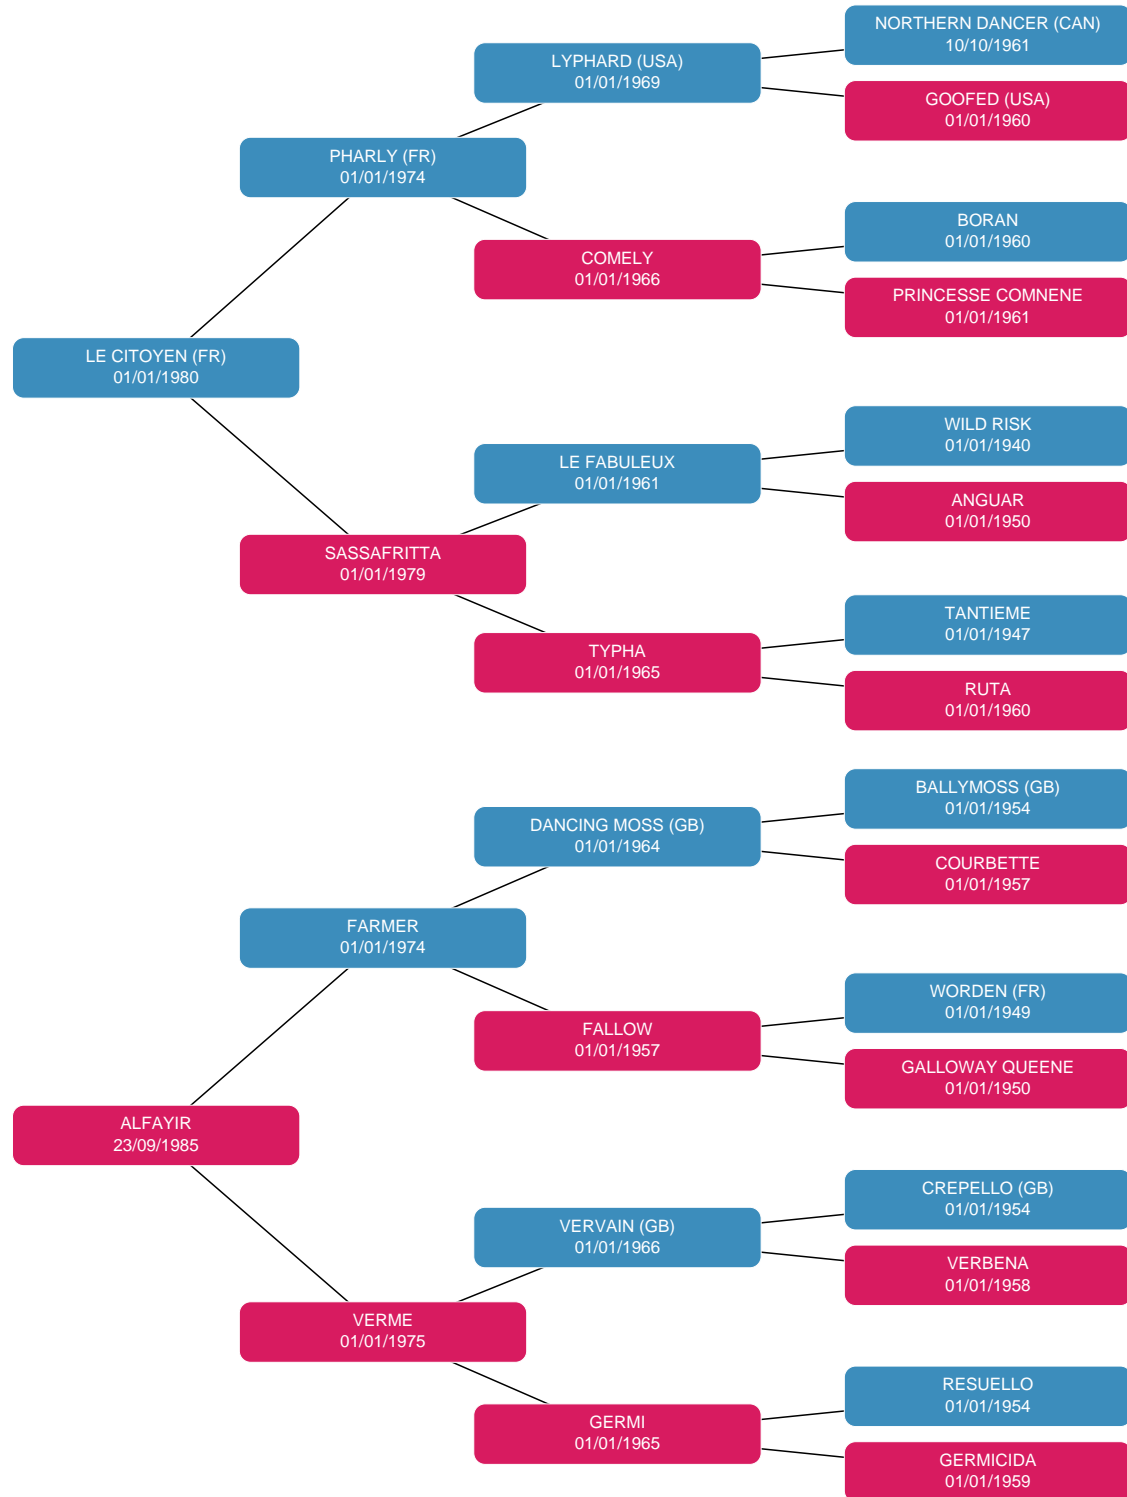 NORTHERN DANCER (CAN)
10/10/1961
LYPHARD (USA)
01/01/1969
GOOFED (USA)
01/01/1960
PHARLY (FR)
01/01/1974
BORAN
01/01/1960
COMELY
01/01/1966
PRINCESSE COMNENE
01/01/1961
LE CITOYEN (FR)
01/01/1980
WILD RISK
01/01/1940
LE FABULEUX
01/01/1961
ANGUAR
01/01/1950
SASSAFRITTA
01/01/1979
TANTIEME
01/01/1947
TYPHA
01/01/1965
RUTA
01/01/1960
BALLYMOSS (GB)
01/01/1954
DANCING MOSS (GB)
01/01/1964
COURBETTE
01/01/1957
FARMER
01/01/1974
WORDEN (FR)
01/01/1949
FALLOW
01/01/1957
GALLOWAY QUEENE
01/01/1950
ALFAYIR
23/09/1985
CREPELLO (GB)
01/01/1954
VERVAIN (GB)
01/01/1966
VERBENA
01/01/1958
VERME
01/01/1975
RESUELLO
01/01/1954
GERMI
01/01/1965
GERMICIDA
01/01/1959